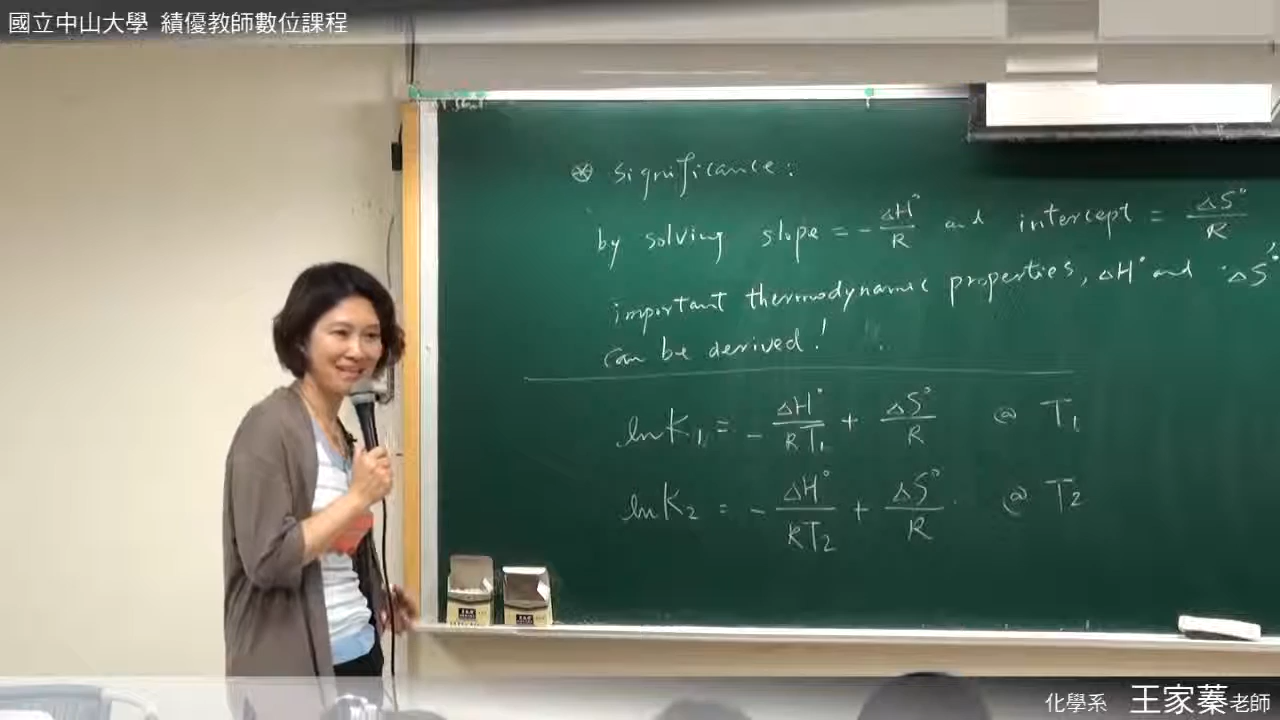 國立中山大學 績優教師數位課程
⊛ significance:
by solving slope = - ΔH°/R and intercept = ΔS°/R,
important thermodynamic properties, ΔH° and ΔS°
can be derived!
lnK₁ = - ΔH°/RT₁ + ΔS°/R @ T₁
lnK₂ = - ΔH°/RT₂ + ΔS°/R @ T₂
化學系 王家蓁老師